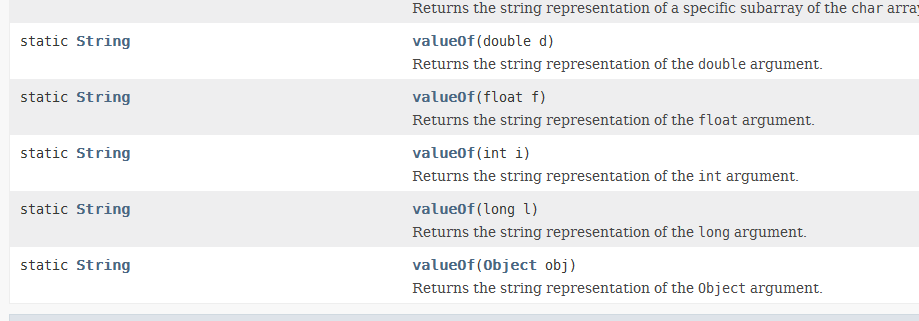 Returns the string representation of a specific subarray of the char array
static String valueOf(double d)
Returns the string representation of the double argument.
static String valueOf(float f)
Returns the string representation of the float argument.
static String valueOf(int i)
Returns the string representation of the int argument.
static String valueOf(long l)
Returns the string representation of the long argument.
static String valueOf(Object obj)
Returns the string representation of the Object argument.